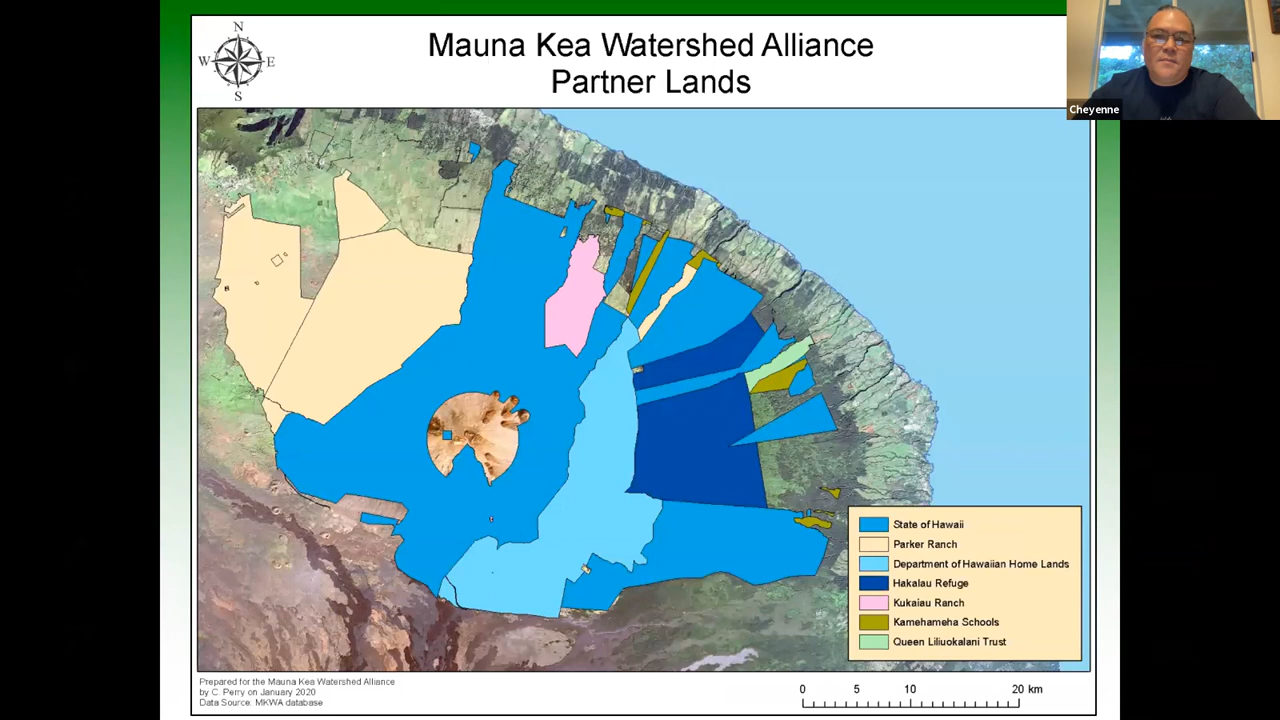 N
W E
S
Mauna Kea Watershed Alliance
Partner Lands
Cheyenne
State of Hawaii
Parker Ranch
Department of Hawaiian Home Lands
Hakalau Refuge
Kukaiau Ranch
Kamehameha Schools
Queen Liliuokalani Trust
Prepared for the Mauna Kea Watershed Alliance
by C. Perry on January 2020
Data Source: MKWA database
0 5 10 20 km